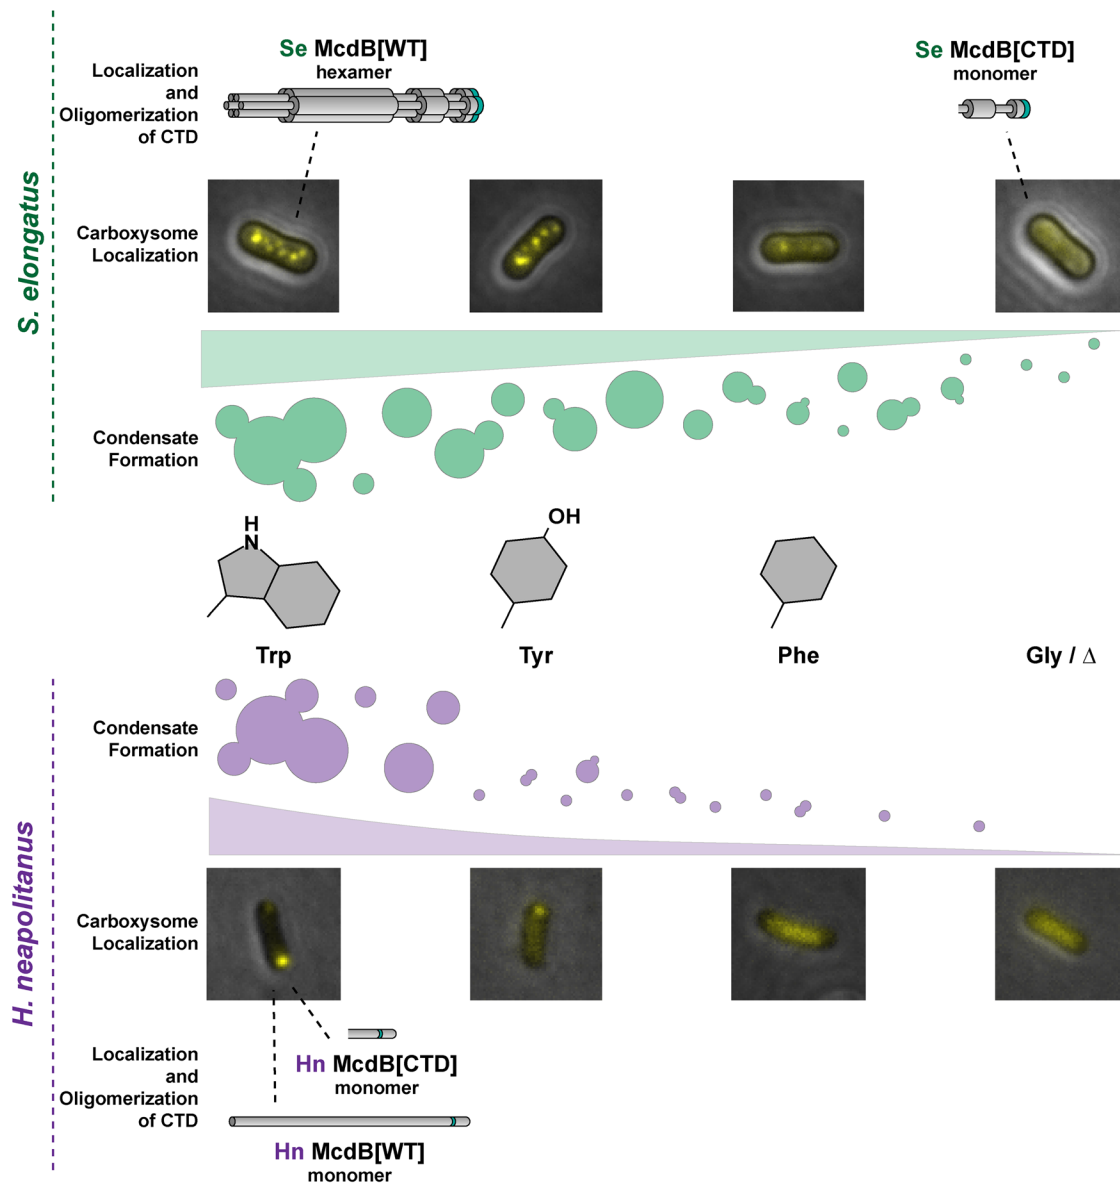 S. elongatus
Localization
and
Oligomerization
of CTD
Se McdB[WT]
hexamer
Se McdB[CTD]
monomer
Carboxysome
Localization
Condensate
Formation
H
N
OH
Trp
Tyr
Phe
Gly / Δ
H. neapolitanus
Condensate
Formation
Carboxysome
Localization
Localization
and
Oligomerization
of CTD
Hn McdB[CTD]
monomer
Hn McdB[WT]
monomer